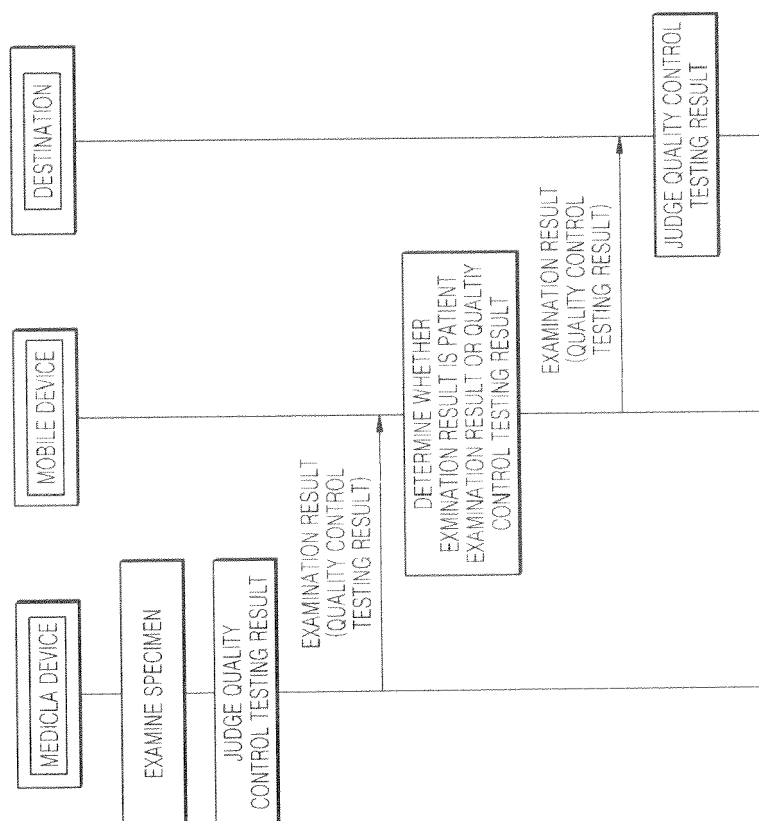 MEDICLA DEVICE
MOBILE DEVICE
DESTINATION
EXAMINE SPECIMEN
JUDGE QUALITY
CONTROL TESTING RESULT
EXAMINATION RESULT
(QUALITY CONTROL
TESTING RESULT)
DETERMINE WHETHER
EXMINATION RESULT IS PATIENT
EXAMINATION RESULT OR QUALTIY
CONTROL TESTING RESULT
EXAMINATION RESULT
(QUALITY CONTROL
TESTING RESULT)
JUDGE QUALITY CONTROL
TESTING RESULT